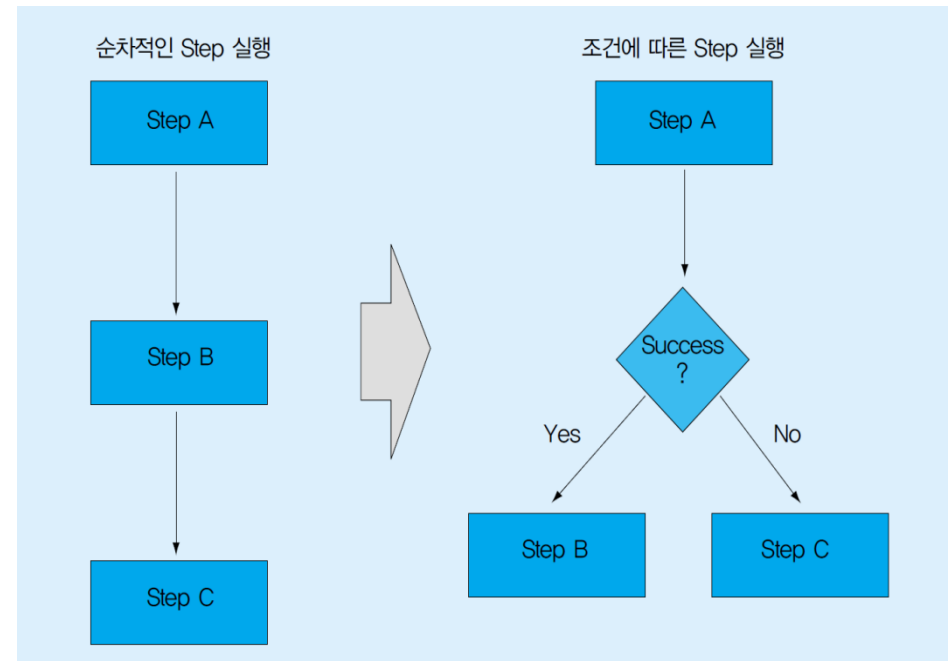 순차적인 Step 실행
Step A
Step B
Step C
조건에 따른 Step 실행
Step A
Success
?
Yes
No
Step B
Step C